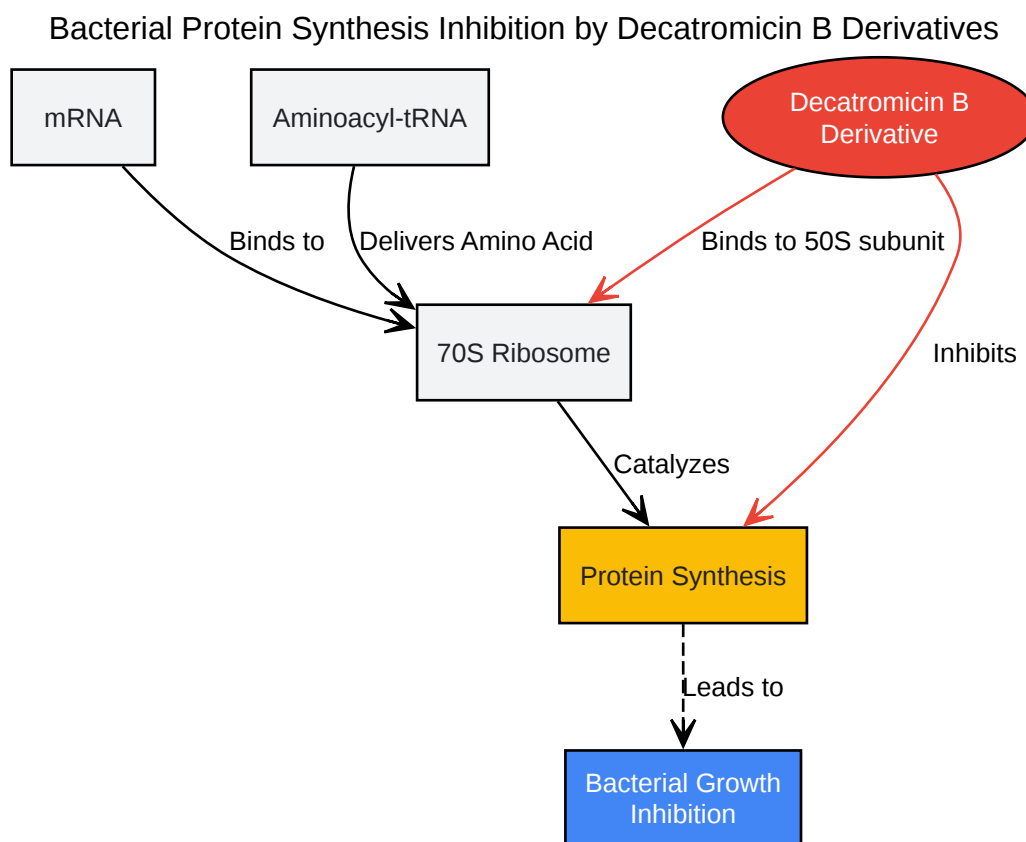 Bacterial Protein Synthesis Inhibition by Decatromicin B Derivatives
mRNA
Aminoacyl-tRNA
Decatromicin B
Derivative
Binds to
Delivers Amino Acid
Binds to 50S subunit
70S Ribosome
Inhibits
Catalyzes
Protein Synthesis
Leads to
Bacterial Growth
Inhibition